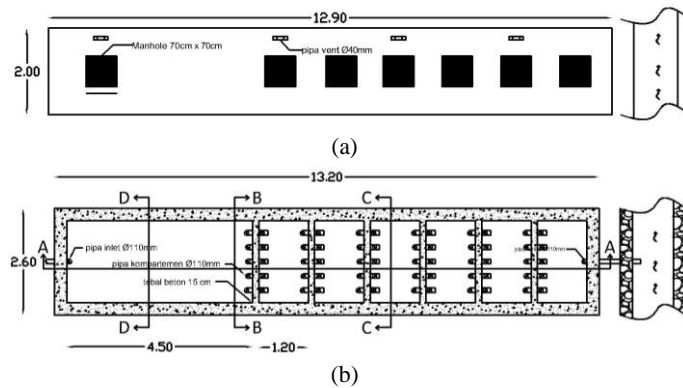 12.90
Manhole 70cm x 70cm
pipa vent Ø40mm
2.00
(a)
13.20
D B C
A A
pipa inlet Ø110mm
2.60
pipa kompartemen Ø110mm
tebal beton 15 cm
D B C
4.50 1.20
(b)